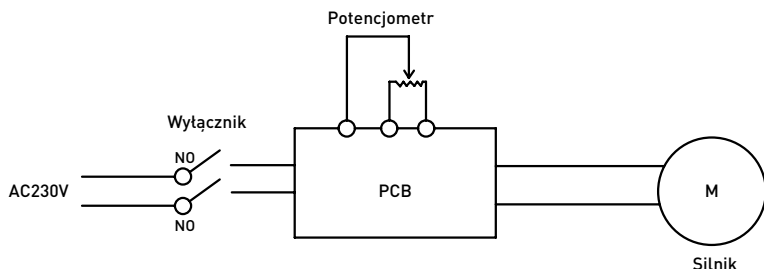 Potencjometr
Wyłącznik
NO
AC230V
NO
PCB
M
Silnik